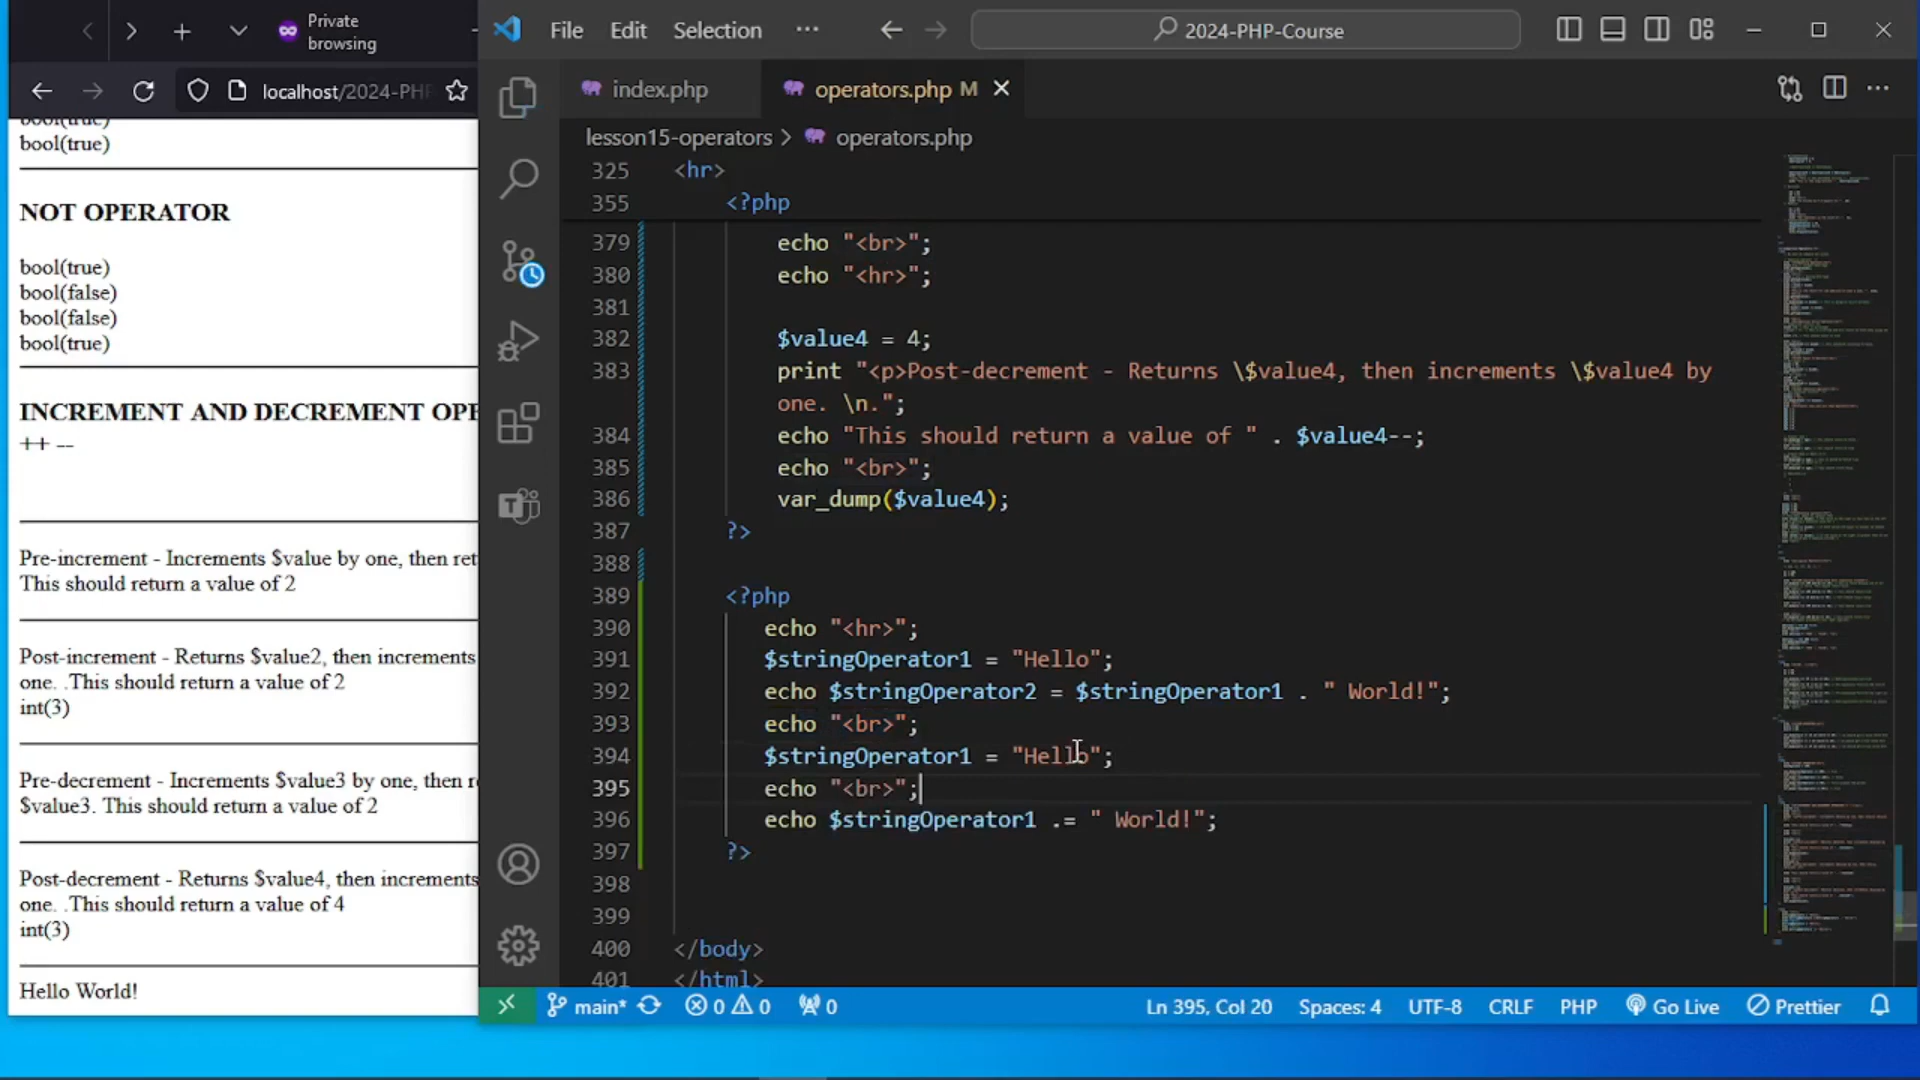 Private
browsing
localhost/2024-PHP
bool(true)
bool(true)
NOT OPERATOR
bool(true)
bool(false)
bool(false)
bool(true)
INCREMENT AND DECREMENT OPE
++ --
Pre-increment - Increments $value by one, then ret
This should return a value of 2
Post-increment - Returns $value2, then increments
one. .This should return a value of 2
int(3)
Pre-decrement - Increments $value3 by one, then r
$value3. This should return a value of 2
Post-decrement - Returns $value4, then increments
one. .This should return a value of 4
int(3)
Hello World!
File Edit Selection ··· 2024-PHP-Course
index.php operators.php M
lesson15-operators > operators.php
325 <hr>
355 <?php
379 echo "<br>";
380 echo "<hr>";
381
382 $value4 = 4;
383 print "<p>Post-decrement - Returns \$value4, then increments \$value4 by
one. \n.";
384 echo "This should return a value of " . $value4--;
385 echo "<br>";
386 var_dump($value4);
387 ?>
388
389 <?php
390 echo "<hr>";
391 $stringOperator1 = "Hello";
392 echo $stringOperator2 = $stringOperator1 . " World!";
393 echo "<br>";
394 $stringOperator1 = "Hello";
395 echo "<br>";
396 echo $stringOperator1 .= " World!";
397 ?>
398
399
400 </body>
401 </html>
main* 0 0 0 Ln 395, Col 20 Spaces: 4 UTF-8 CRLF PHP Go Live Prettier